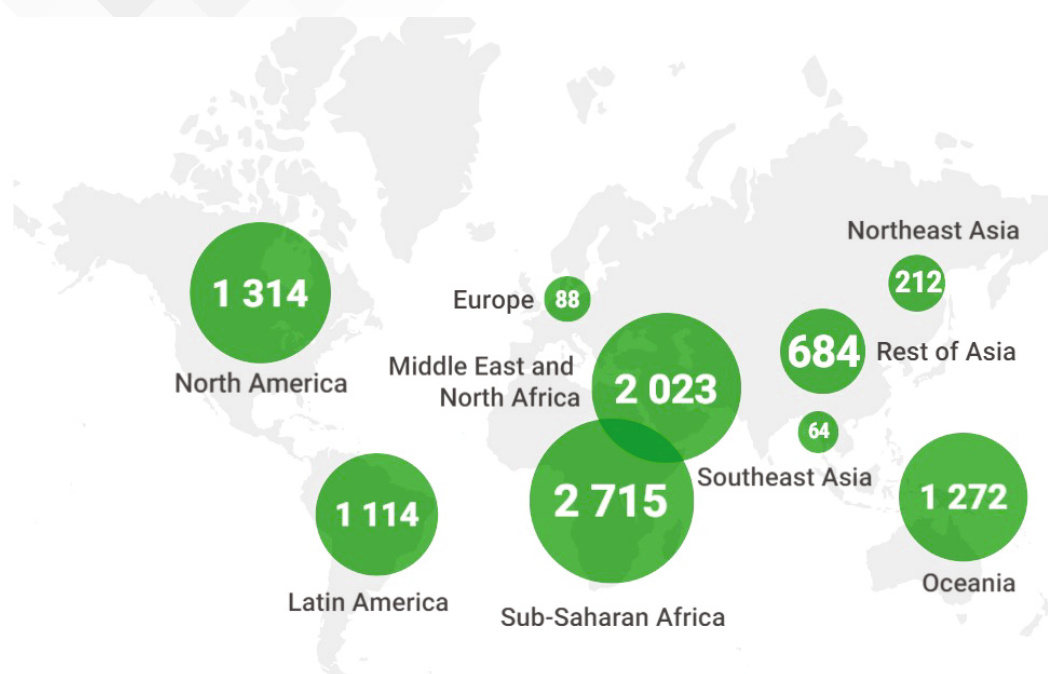 Northeast Asia
212
1 314
Europe 88
684 Rest of Asia
Middle East and
North Africa
2 023
North America
64
Southeast Asia
1 114
2 715
1 272
Oceania
Latin America
Sub-Saharan Africa